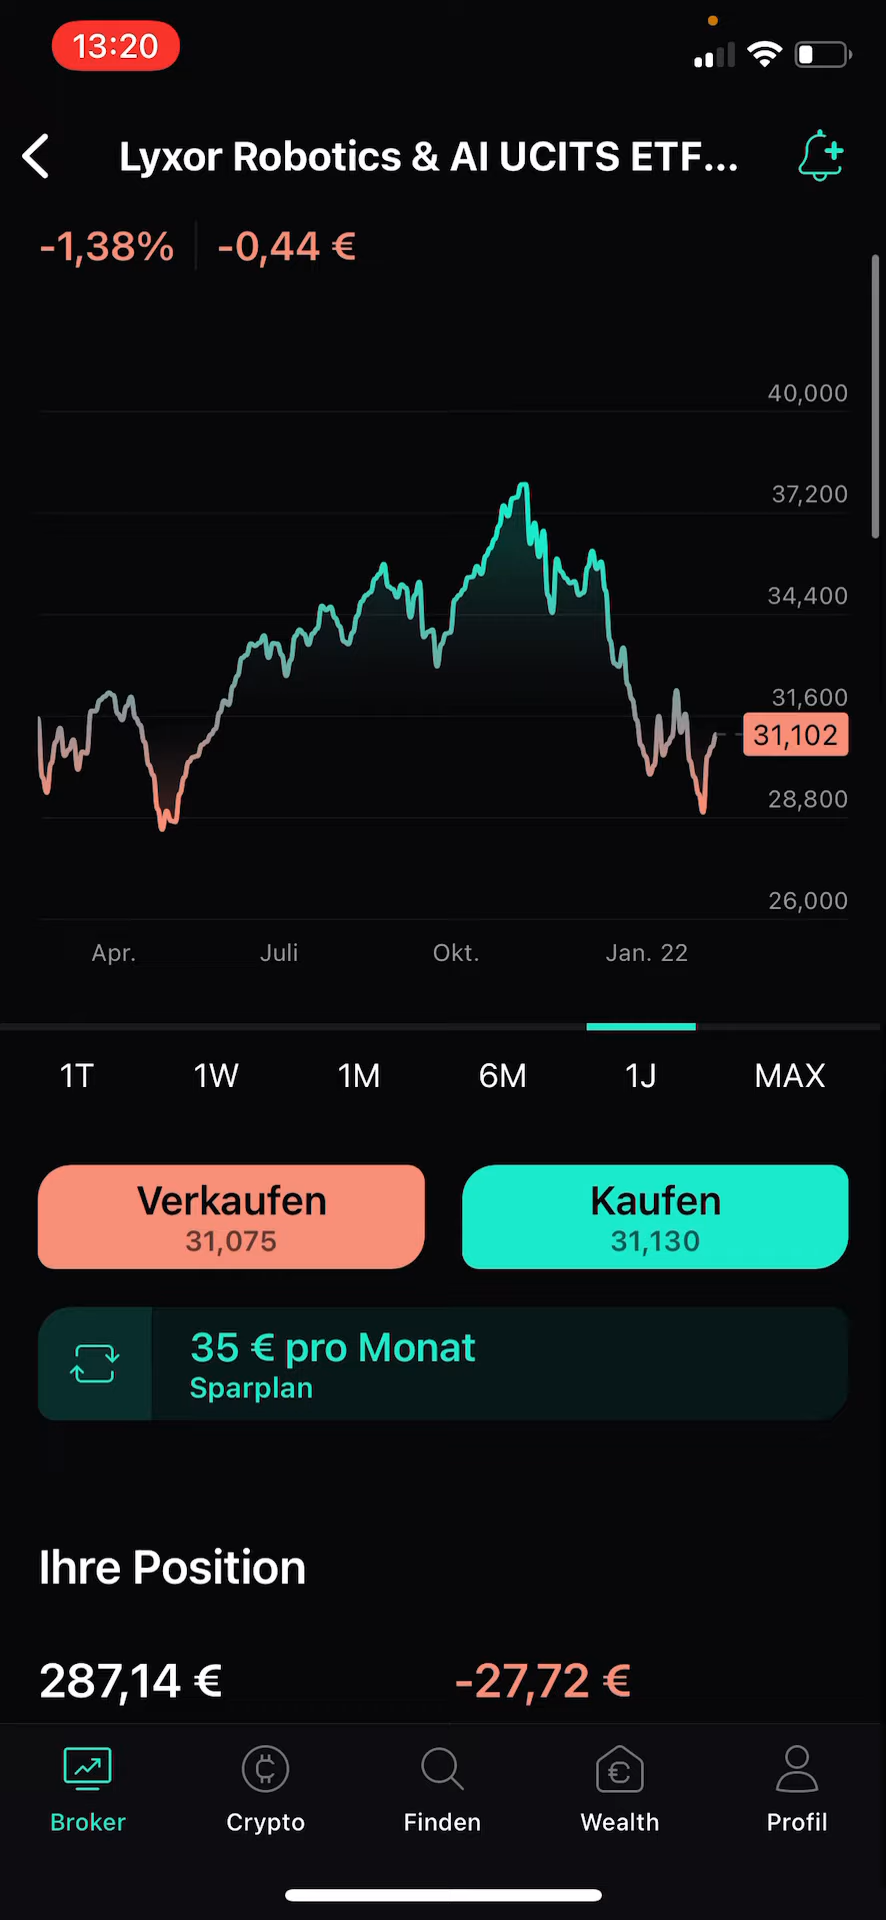 13:20
Lyxor Robotics & AI UCITS ETF...
-1,38% -0,44 €
40,000
37,200
34,400
31,600
31,102
28,800
26,000
Apr. Juli Okt. Jan. 22
1T 1W 1M 6M 1J MAX
Verkaufen
31,075
Kaufen
31,130
35 € pro Monat
Sparplan
Ihre Position
287,14 € -27,72 €
Broker Crypto Finden Wealth Profil